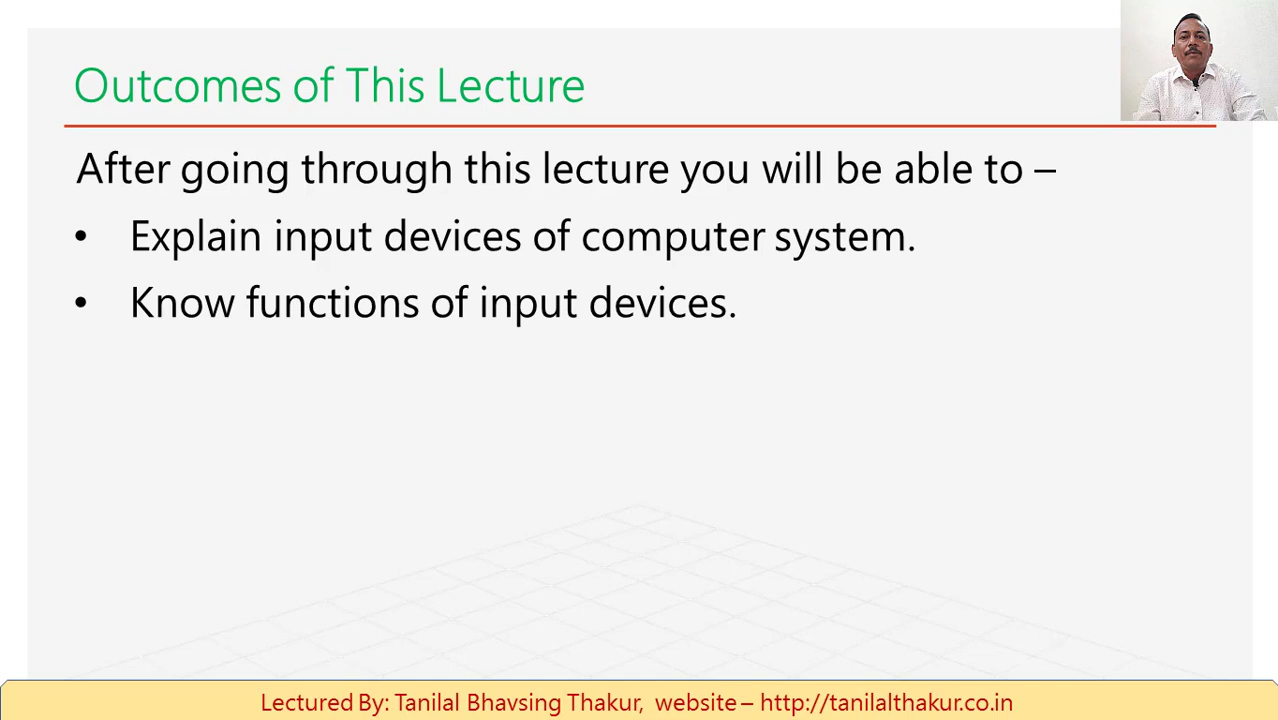 Outcomes of This Lecture
After going through this lecture you will be able to –
• Explain input devices of computer system.
• Know functions of input devices.
Lectured By: Tanilal Bhavsing Thakur, website – http://tanilalthakur.co.in